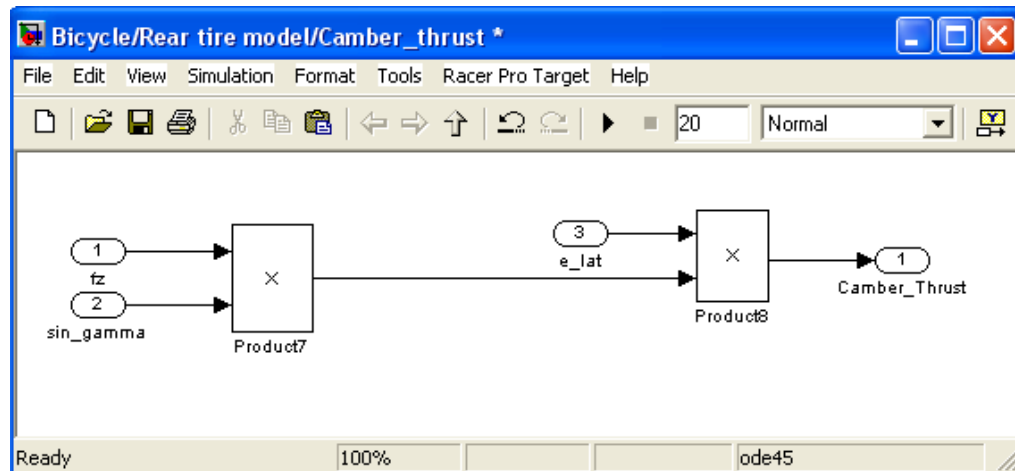 Bicycle/Rear tire model/Camber_thrust *
File Edit View Simulation Format Tools Racer Pro Target Help
20 Normal
1
fz
2
sin_gamma
×
Product7
3
e_lat
×
Product8
1
Camber_Thrust
Ready 100% ode45